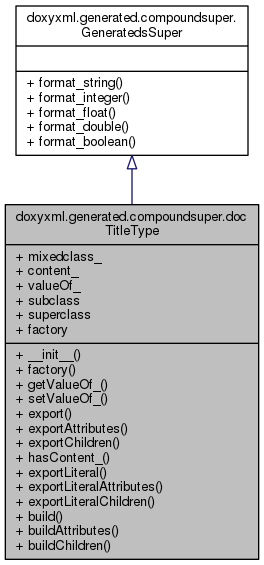 doxyxml.generated.compoundsuper.
GeneratedsSuper
+ format_string()
+ format_integer()
+ format_float()
+ format_double()
+ format_boolean()
doxyxml.generated.compoundsuper.doc
TitleType
+ mixedclass_
+ content_
+ valueOf_
+ subclass
+ superclass
+ factory
+ __init__()
+ factory()
+ getValueOf_()
+ setValueOf_()
+ export()
+ exportAttributes()
+ exportChildren()
+ hasContent_()
+ exportLiteral()
+ exportLiteralAttributes()
+ exportLiteralChildren()
+ build()
+ buildAttributes()
+ buildChildren()